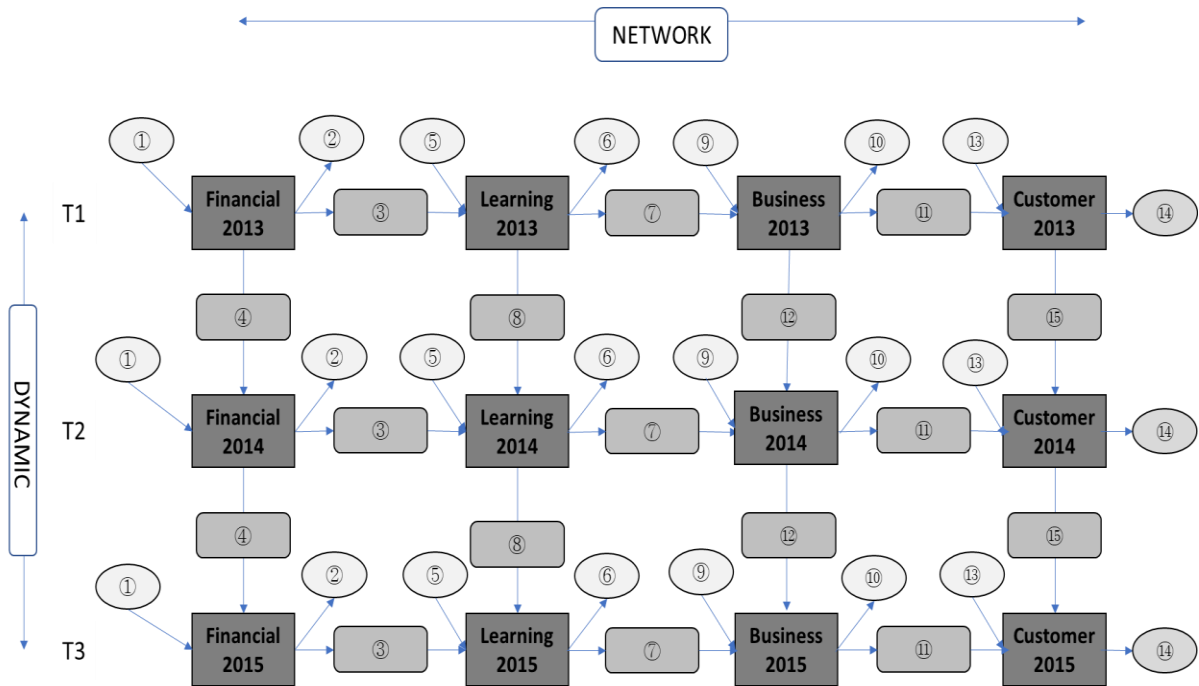 NETWORK
① ② ⑤ ⑥ ⑨ ⑩ ⑬
T1
Financial
2013
③
Learning
2013
⑦
Business
2013
⑪
Customer
2013
⑭
④ ⑧ ⑫ ⑮
DYNAMIC
① ② ⑤ ⑥ ⑨ ⑩ ⑬
T2
Financial
2014
③
Learning
2014
⑦
Business
2014
⑪
Customer
2014
⑭
④ ⑧ ⑫ ⑮
① ② ⑤ ⑥ ⑨ ⑩ ⑬
T3
Financial
2015
③
Learning
2015
⑦
Business
2015
⑪
Customer
2015
⑭